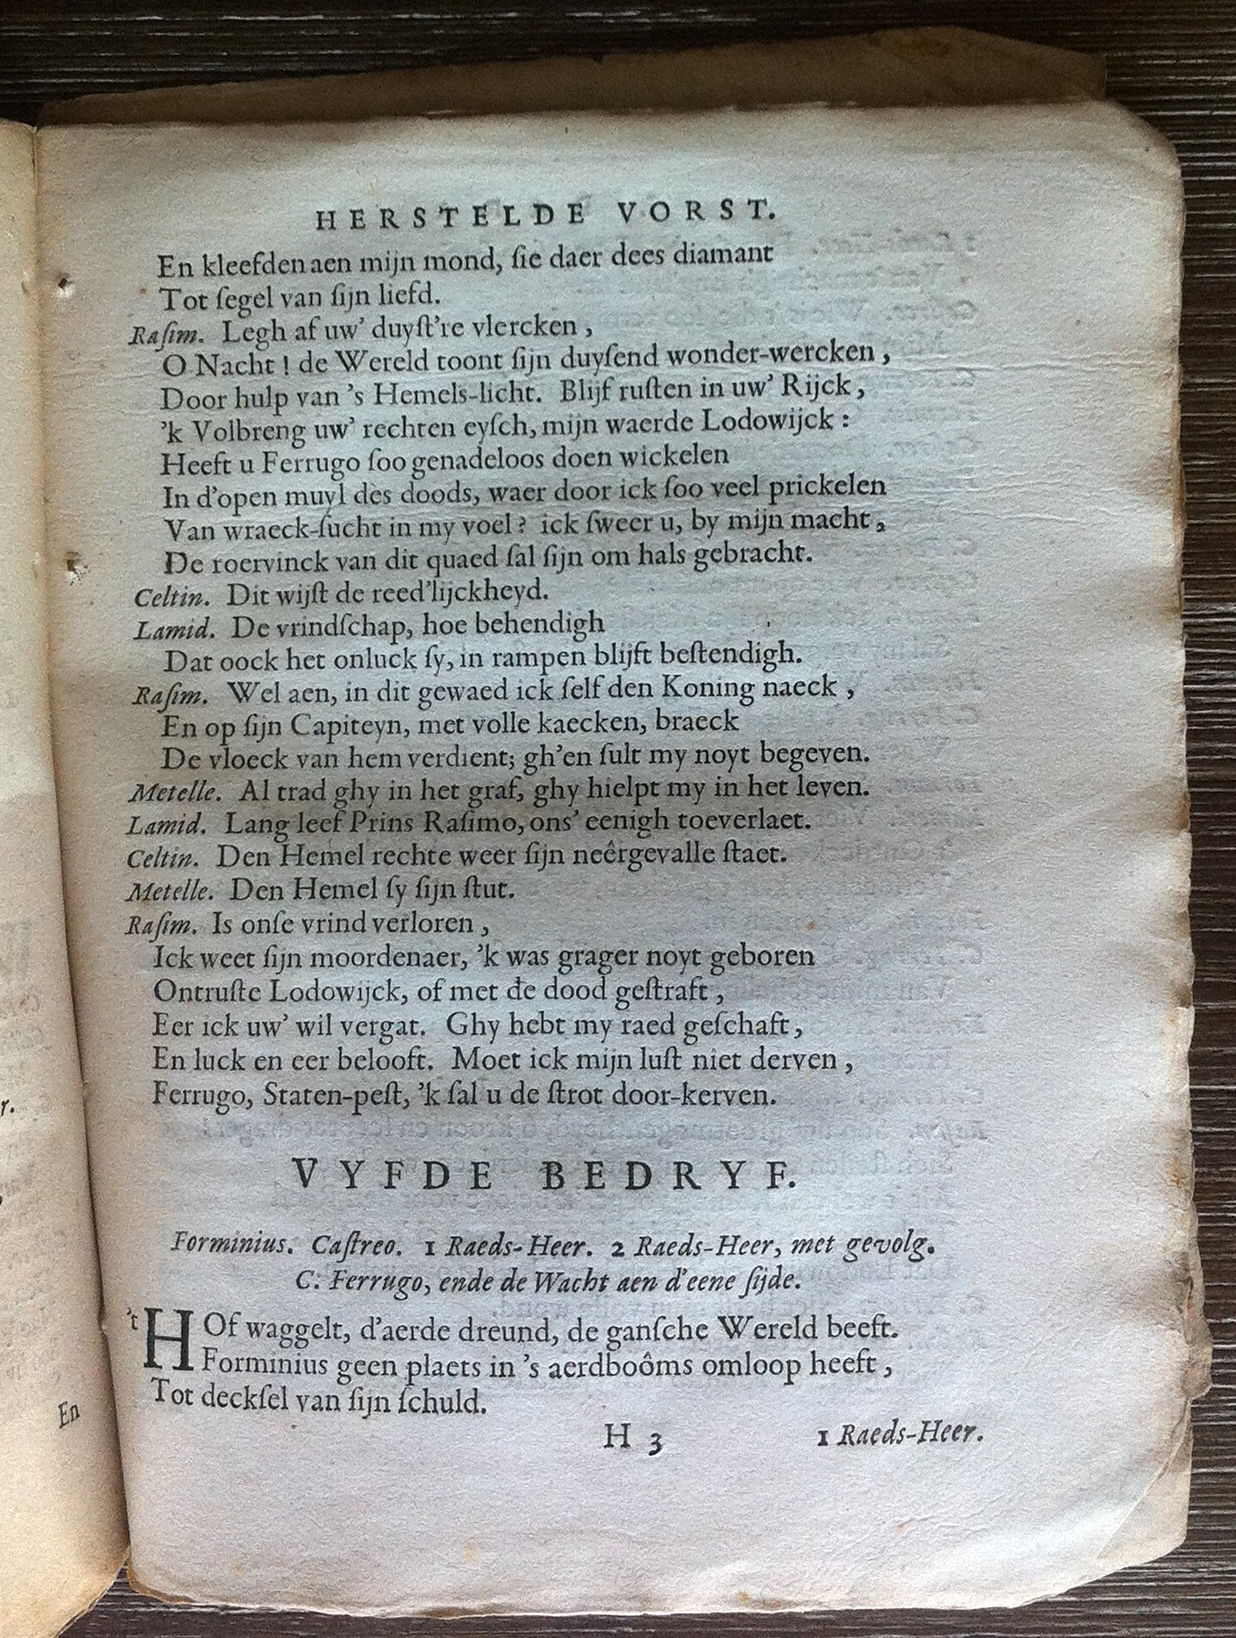 HERSTELDE VORST.
En kleefden aen mijn mond, ſie daer dees diamant
Tot ſegel van ſijn liefd.
Raſim. Legh af uw' duyſt're vlercken,
O Nacht! de Wereld toont ſijn duyſend wonder-wercken,
Door hulp van 's Hemels-licht. Blijf ruſten in uw' Rijck,
'k Volbreng uw' rechten eyſch, mijn waerde Lodowijck:
Heeft u Ferrugo ſoo genadeloos doen wickelen
In d'open muyl des doods, waer door ick ſoo veel prickelen
Van wraeck-ſucht in my voel? ick ſweer u, by mijn macht,
De roervinck van dit quaed ſal ſijn om hals gebracht.
Celtin. Dit wijſt de reed'lijckheyd.
Lamid. De vrindſchap, hoe behendigh
Dat oock het onluck ſy, in rampen blijft beſtendigh.
Raſim. Wel aen, in dit gewaed ick ſelf den Koning naeck,
En op ſijn Capiteyn, met volle kaecken, braeck
De vloeck van hem verdient; gh'en ſult my noyt begeven.
Metelle. Al trad ghy in het graf, ghy hielpt my in het leven.
Lamid. Lang leef Prins Raſimo, ons' eenigh toeverlaet.
Celtin. Den Hemel rechte weer ſijn neêrgevalle ſtaet.
Metelle. Den Hemel ſy ſijn ſtut.
Raſim. Is onſe vrind verloren,
Ick weet ſijn moordenaer, 'k was grager noyt geboren
Ontruſte Lodowijck, of met de dood geſtraft,
Eer ick uw' wil vergat. Ghy hebt my raed geſchaft,
En luck en eer belooft. Moet ick mijn luſt niet derven,
Ferrugo, Staten-peſt, 'k ſal u de ſtrot door-kerven.
VYFDE BEDRYF.
Forminius. Caſtreo. 1 Raeds-Heer. 2 Raeds-Heer, met gevolg.
C. Ferrugo, ende de Wacht aen d'eene ſijde.
't HOf waggelt, d'aerde dreund, de ganſche Wereld beeft.
Forminius geen plaets in 's aerdboôms omloop heeft,
Tot deckſel van ſijn ſchuld.
H 3 1 Raeds-Heer.
r.
En